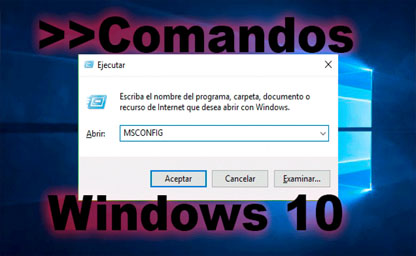 >>Comandos
Ejecutar
Escriba el nombre del programa, carpeta, documento o
recurso de Internet que desea abrir con Windows.
Abrir: MSCONFIG
Aceptar Cancelar Examinar...
Windows 10